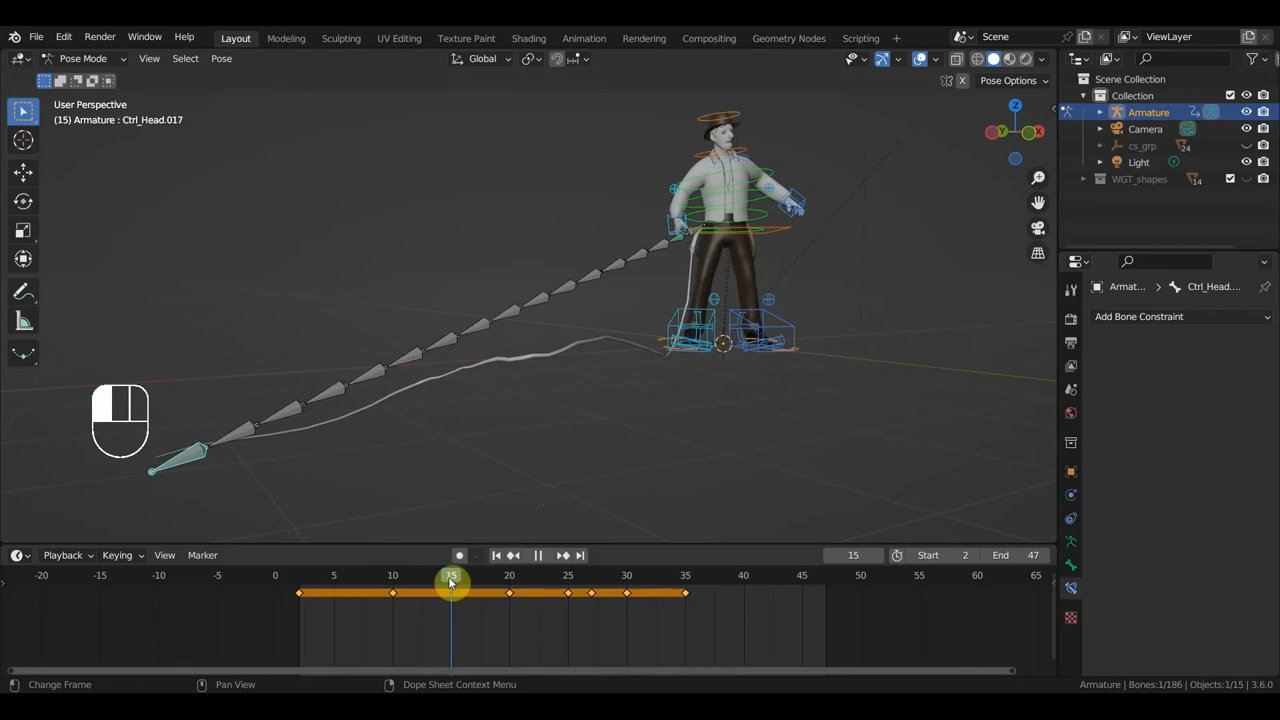 File Edit Render Window Help Layout Modeling Sculpting UV Editing Texture Paint Shading Animation Rendering Compositing Geometry Nodes Scripting + Scene ViewLayer
Pose Mode View Select Pose Global
X Pose Options
User Perspective
(15) Armature : Ctrl_Head.017
Z
Y
X
Scene Collection
Collection
Armature
Camera
cs_grp 24
Light
WGT_shapes 14
Armat... > Ctrl_Head....
Add Bone Constraint
Playback Keying View Marker 15 Start 2 End 47
-20 -15 -10 -5 0 5 10 15 20 25 30 35 40 45 50 55 60 65
Change Frame Pan View Dope Sheet Context Menu Armature | Bones:1/186 | Objects:1/15 | 3.6.0